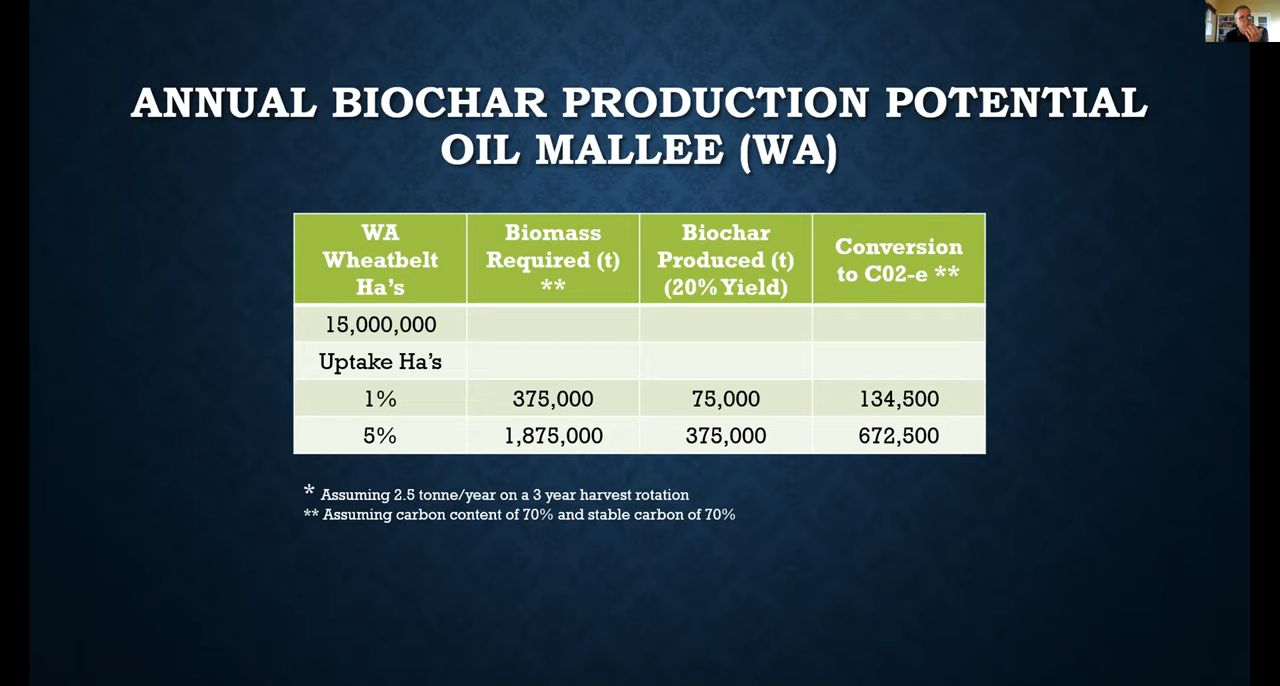 ANNUAL BIOCHAR PRODUCTION POTENTIAL
OIL MALLEE (WA)
WA Wheatbelt Ha's | Biomass Required (t) ** | Biochar Produced (t) (20% Yield) | Conversion to C02-e **
15,000,000
Uptake Ha's
1% | 375,000 | 75,000 | 134,500
5% | 1,875,000 | 375,000 | 672,500
* Assuming 2.5 tonne/year on a 3 year harvest rotation
** Assuming carbon content of 70% and stable carbon of 70%